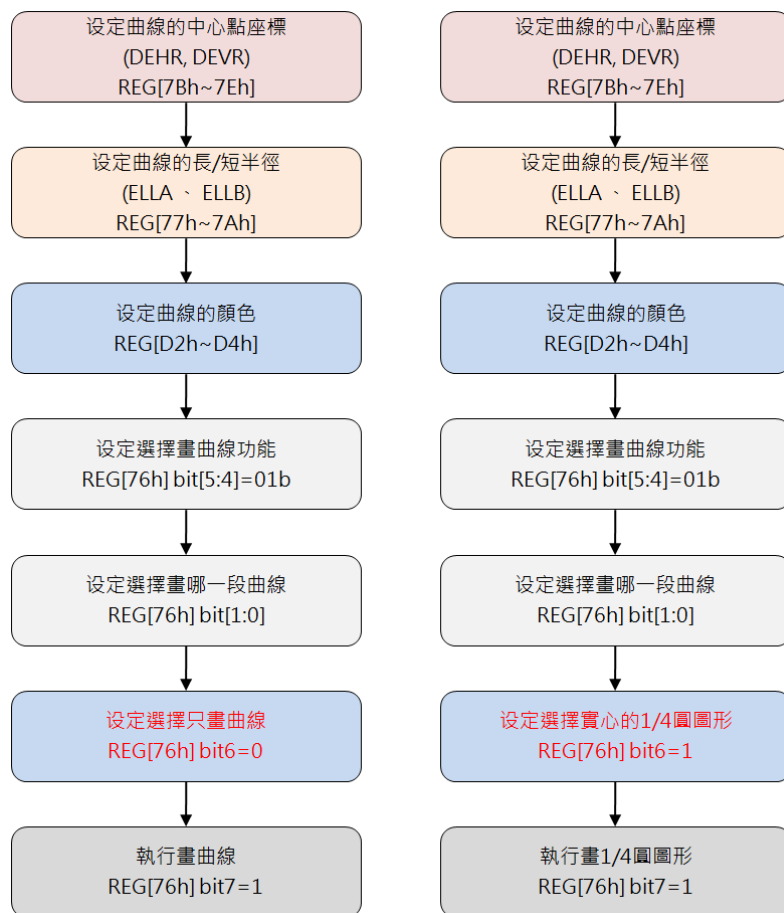 设定曲線的中心點座標
(DEHR, DEVR)
REG[7Bh~7Eh]
设定曲線的長/短半徑
(ELLA 、 ELLB)
REG[77h~7Ah]
设定曲線的顏色
REG[D2h~D4h]
设定選擇畫曲線功能
REG[76h] bit[5:4]=01b
设定選擇畫哪一段曲線
REG[76h] bit[1:0]
设定選擇只畫曲線
REG[76h] bit6=0
執行畫曲線
REG[76h] bit7=1
设定曲線的中心點座標
(DEHR, DEVR)
REG[7Bh~7Eh]
设定曲線的長/短半徑
(ELLA 、 ELLB)
REG[77h~7Ah]
设定曲線的顏色
REG[D2h~D4h]
设定選擇畫曲線功能
REG[76h] bit[5:4]=01b
设定選擇畫哪一段曲線
REG[76h] bit[1:0]
设定選擇實心的1/4圓圖形
REG[76h] bit6=1
執行畫1/4圓圖形
REG[76h] bit7=1